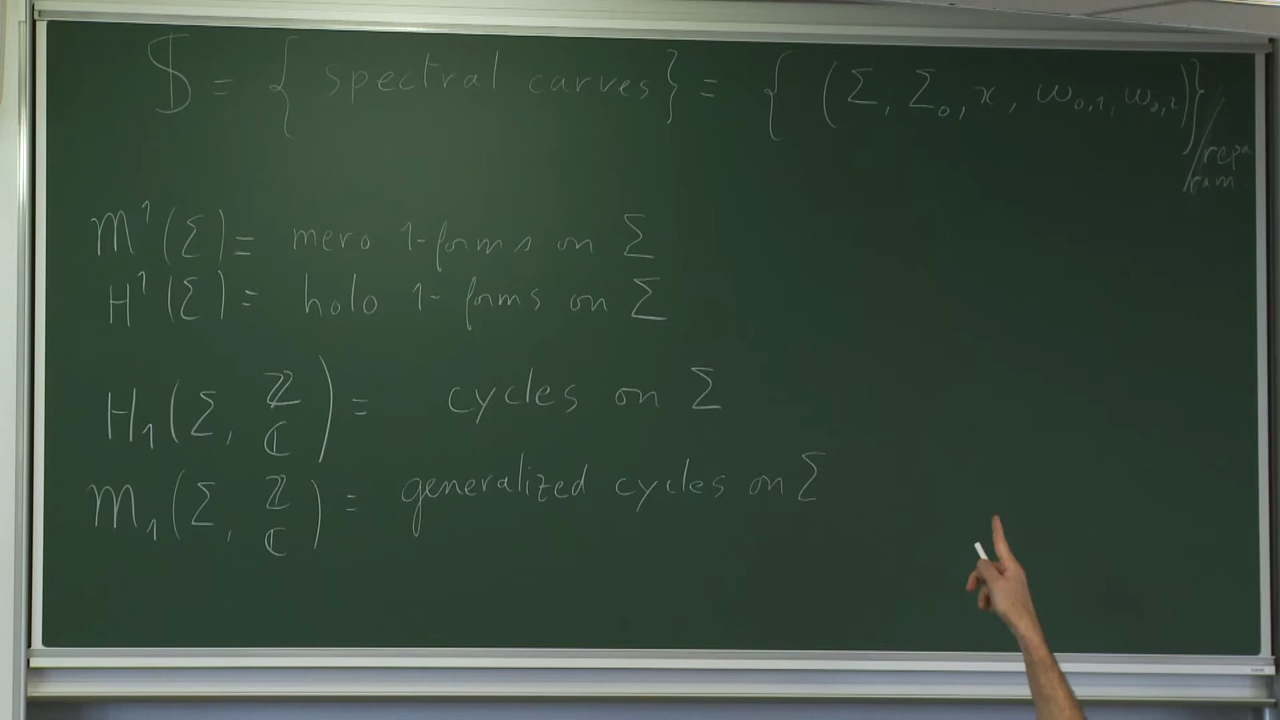 𝕊 = { spectral curves } = { (Σ, Σ₀, x, ω₀,₁, ω₀,₂) } / repa
ram.
M¹(Σ) = mero 1-forms on Σ
H¹(Σ) = holo 1-forms on Σ
H₁(Σ, ℤ ℂ) = cycles on Σ
M₁(Σ, ℤ ℂ) = generalized cycles on Σ